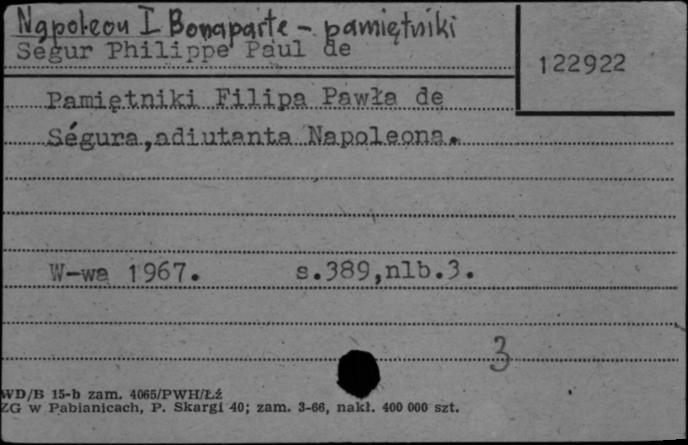 Napoleon I Bonaparte - pamiętniki
Ségur Philippe Paul de
122922
Pamiętniki Filipa Pawła de
Ségura,adiutanta Napoleona.
W-wa 1967. s.389,nlb.3.
3
WD/B 15-b zam. 4065/PWH/Łź
ZG w Pabianicach, P. Skargi 40; zam. 3-66, nakł. 400 000 szt.